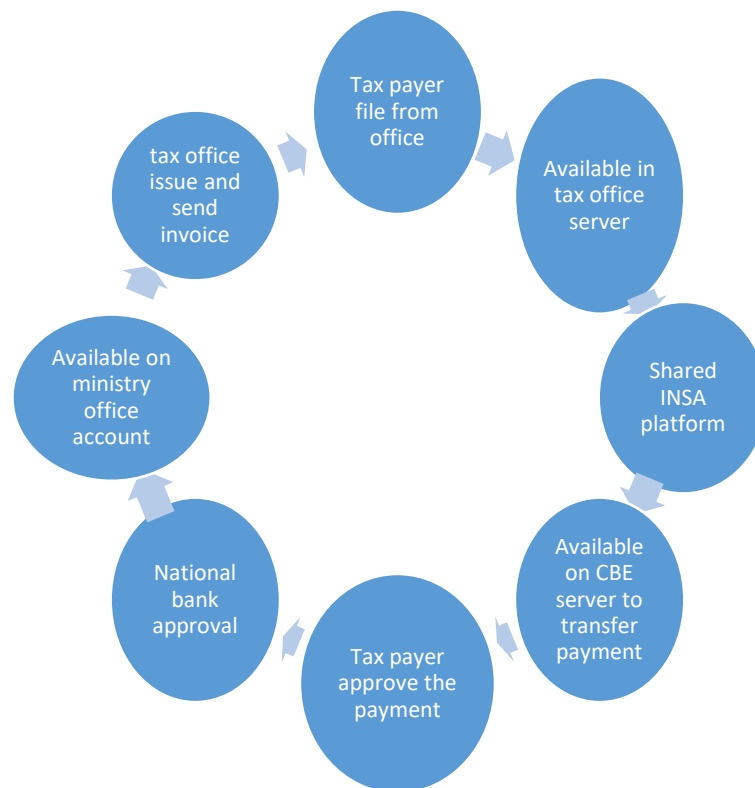 Tax payer
file from
office
Available in
tax office
server
Shared
INSA
platform
Available
on CBE
server to
transfer
payment
Tax payer
approve the
payment
National
bank
approval
Available on
ministry
office
account
tax office
issue and
send
invoice